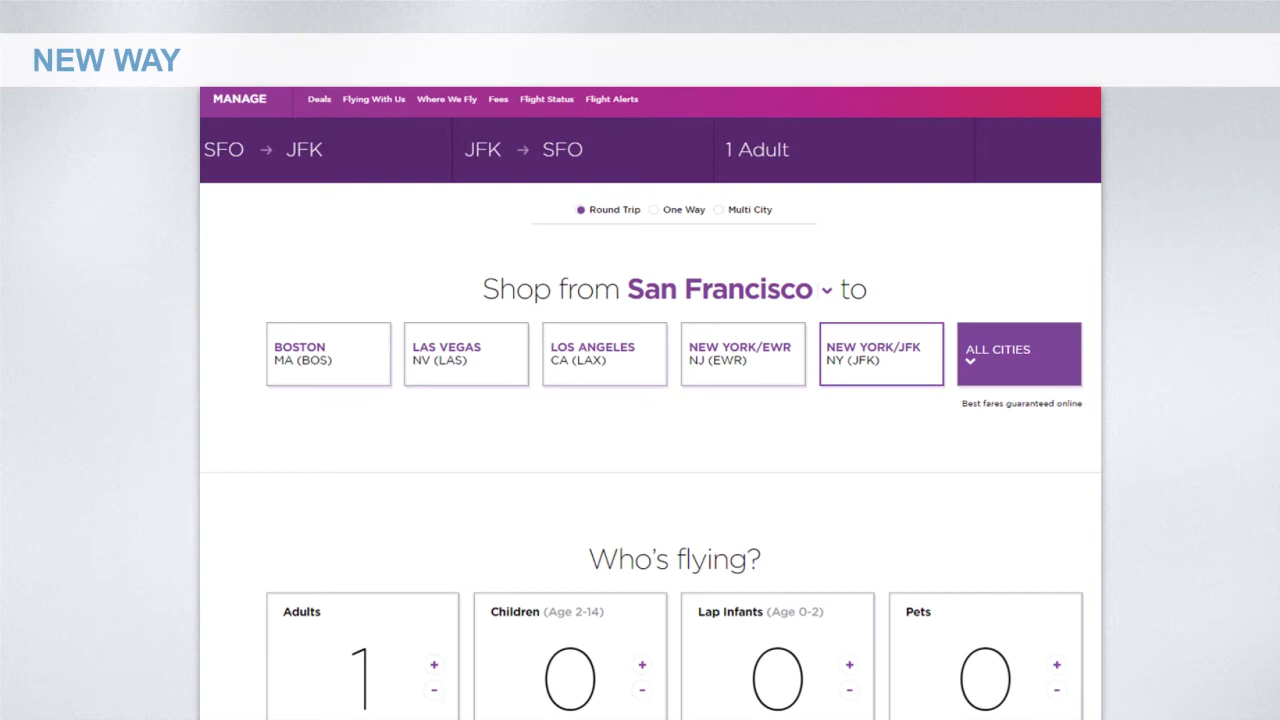 NEW WAY
MANAGE Deals Flying With Us Where We Fly Fees Flight Status Flight Alerts
SFO → JFK JFK → SFO 1 Adult
Round Trip One Way Multi City
Shop from San Francisco to
BOSTON LAS VEGAS LOS ANGELES NEW YORK/EWR NEW YORK/JFK ALL CITIES
MA (BOS) NV (LAS) CA (LAX) NJ (EWR) NY (JFK)
Best fares guaranteed online
Who's flying?
Adults Children (Age 2-14) Lap Infants (Age 0-2) Pets
1 + 0 + 0 + 0 +
- - - -